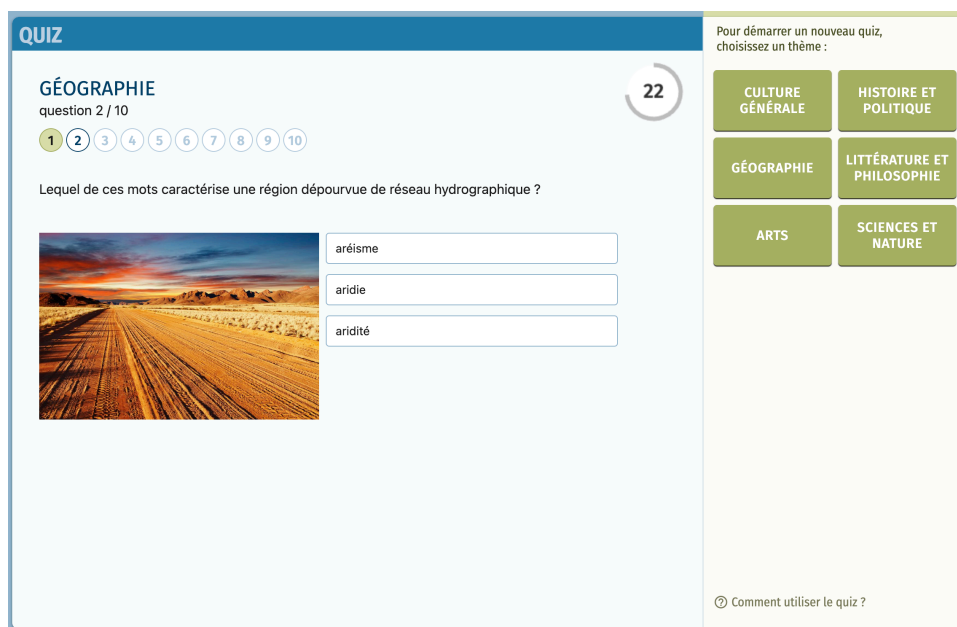 QUIZ
GÉOGRAPHIE
question 2 / 10
1 2 3 4 5 6 7 8 9 10
22
Lequel de ces mots caractérise une région dépourvue de réseau hydrographique ?
aréisme
aridie
aridité
Pour démarrer un nouveau quiz,
choisissez un thème :
CULTURE
GÉNÉRALE
HISTOIRE ET
POLITIQUE
GÉOGRAPHIE
LITTÉRATURE ET
PHILOSOPHIE
ARTS
SCIENCES ET
NATURE
? Comment utiliser le quiz ?